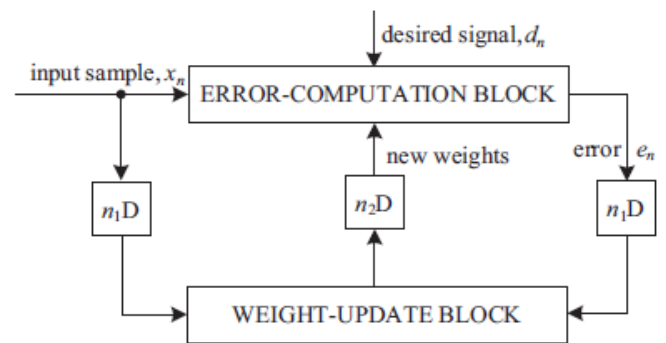 desired signal, dₙ
input sample, xₙ
ERROR-COMPUTATION BLOCK
new weights
error eₙ
n₁D
n₂D
n₁D
WEIGHT-UPDATE BLOCK